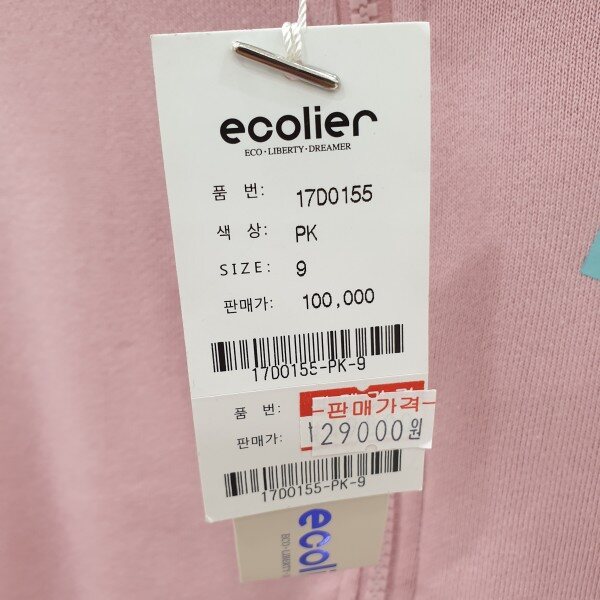 ecolier
ECO·LIBERTY·DREAMER
품 번: 17D0155
색 상: PK
SIZE: 9
판매가: 100,000
17D0155-PK-9
품 번:
판매가격
판매가: 29000원
17D0155-PK-9
ecolier
ECO·LIBERTY